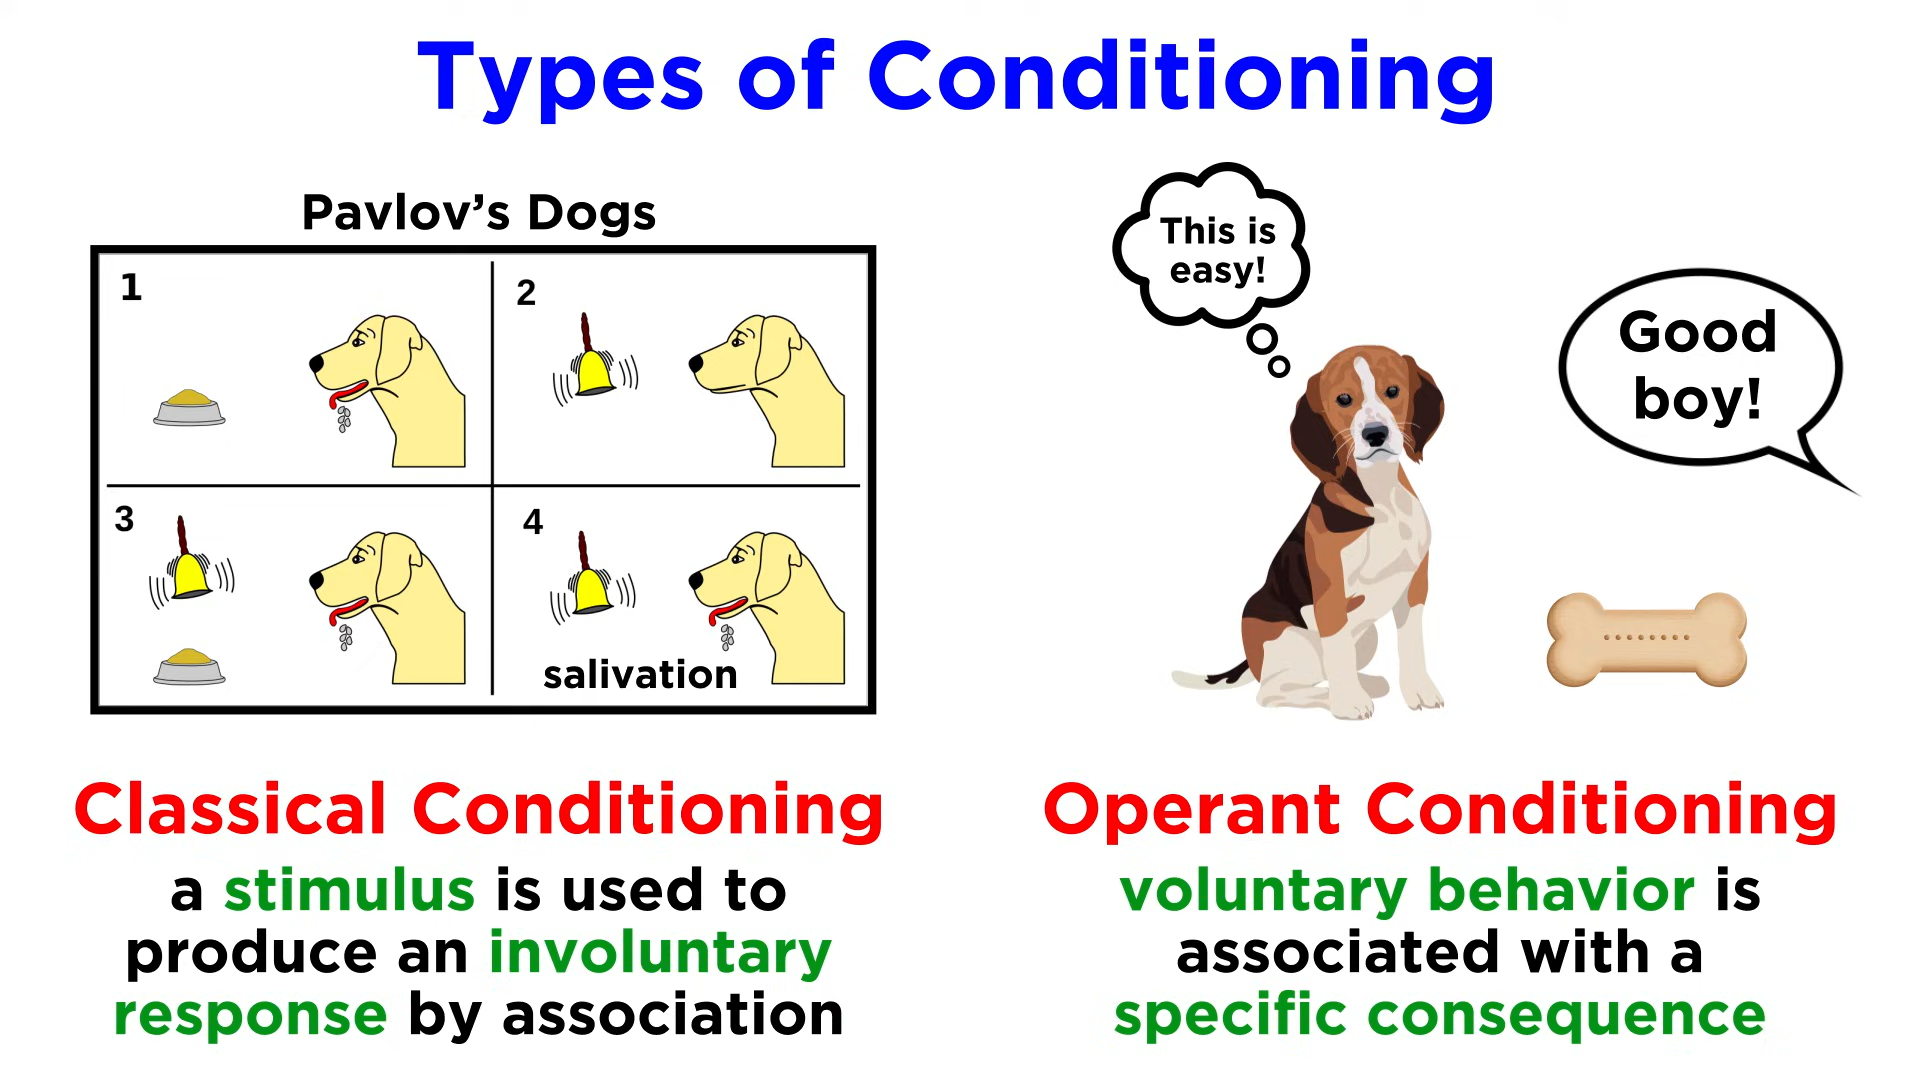 Types of Conditioning
Pavlov's Dogs
1
2
3
4
salivation
Classical Conditioning
a stimulus is used to
produce an involuntary
response by association
This is
easy!
Good
boy!
Operant Conditioning
voluntary behavior is
associated with a
specific consequence